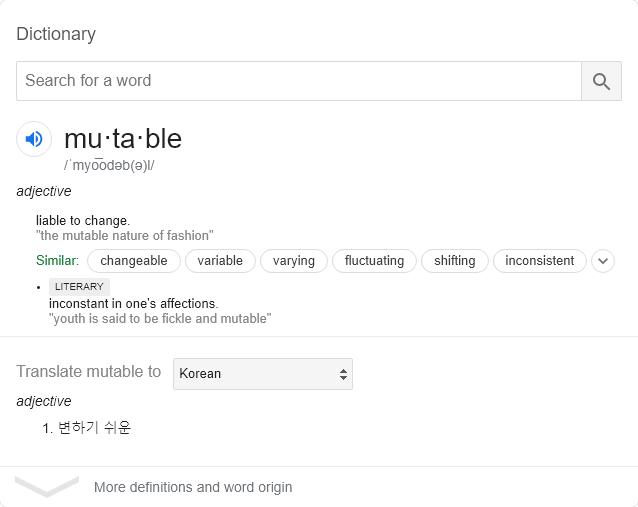 Dictionary
Search for a word
mu·ta·ble
/ˈmyo͞odəb(ə)l/
adjective
liable to change.
"the mutable nature of fashion"
Similar: changeable variable varying fluctuating shifting inconsistent
• LITERARY
inconstant in one's affections.
"youth is said to be fickle and mutable"
Translate mutable to Korean
adjective
1. 변하기 쉬운
More definitions and word origin